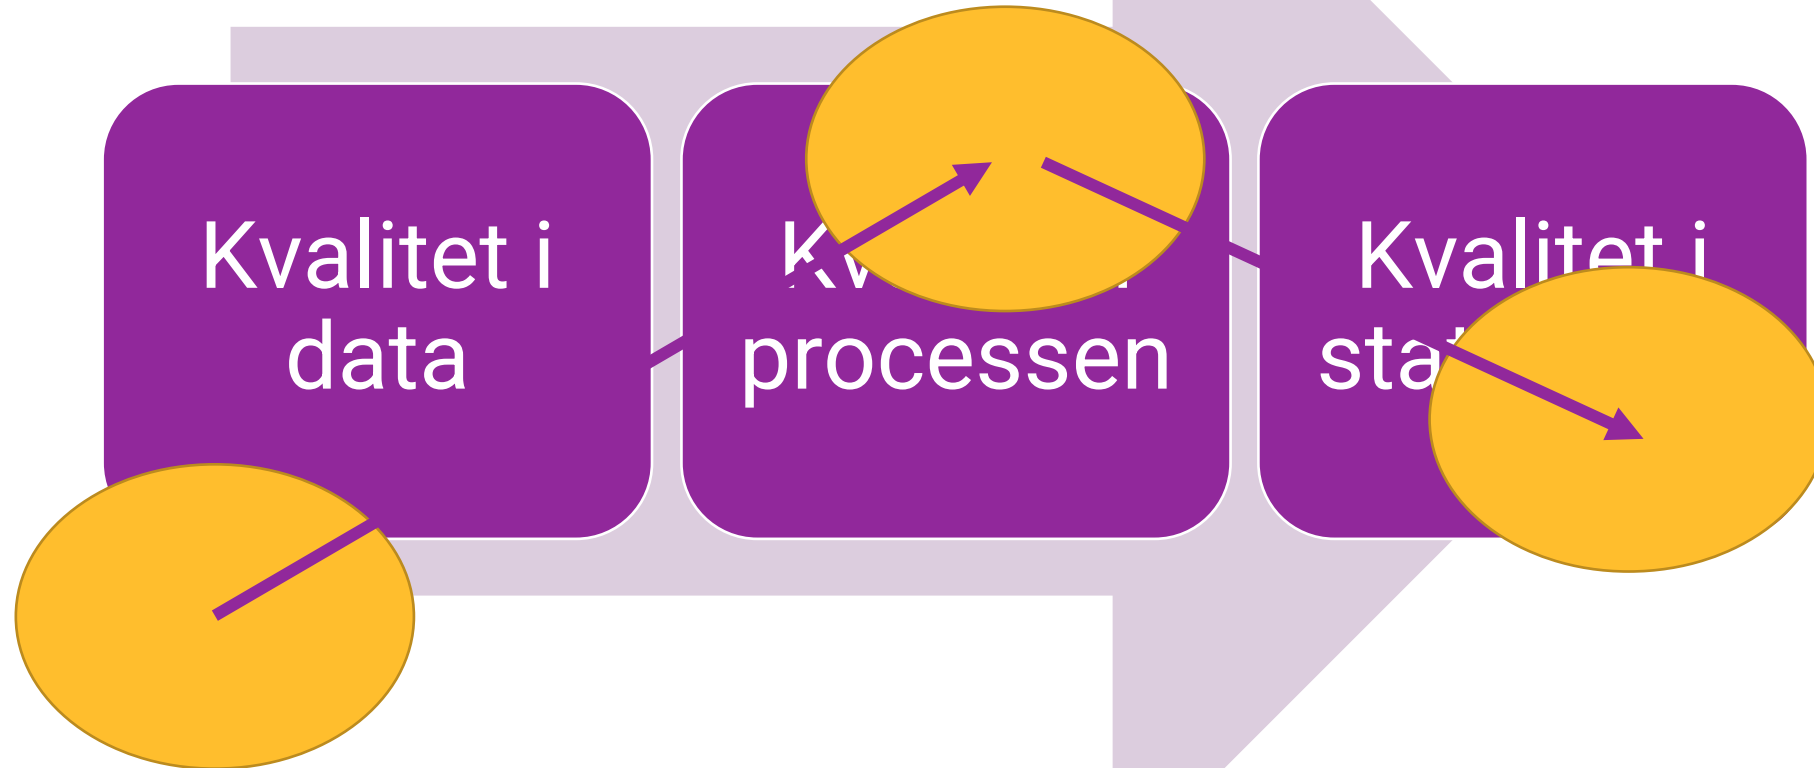 Kvalitet i
data
processen
Kvalitet i